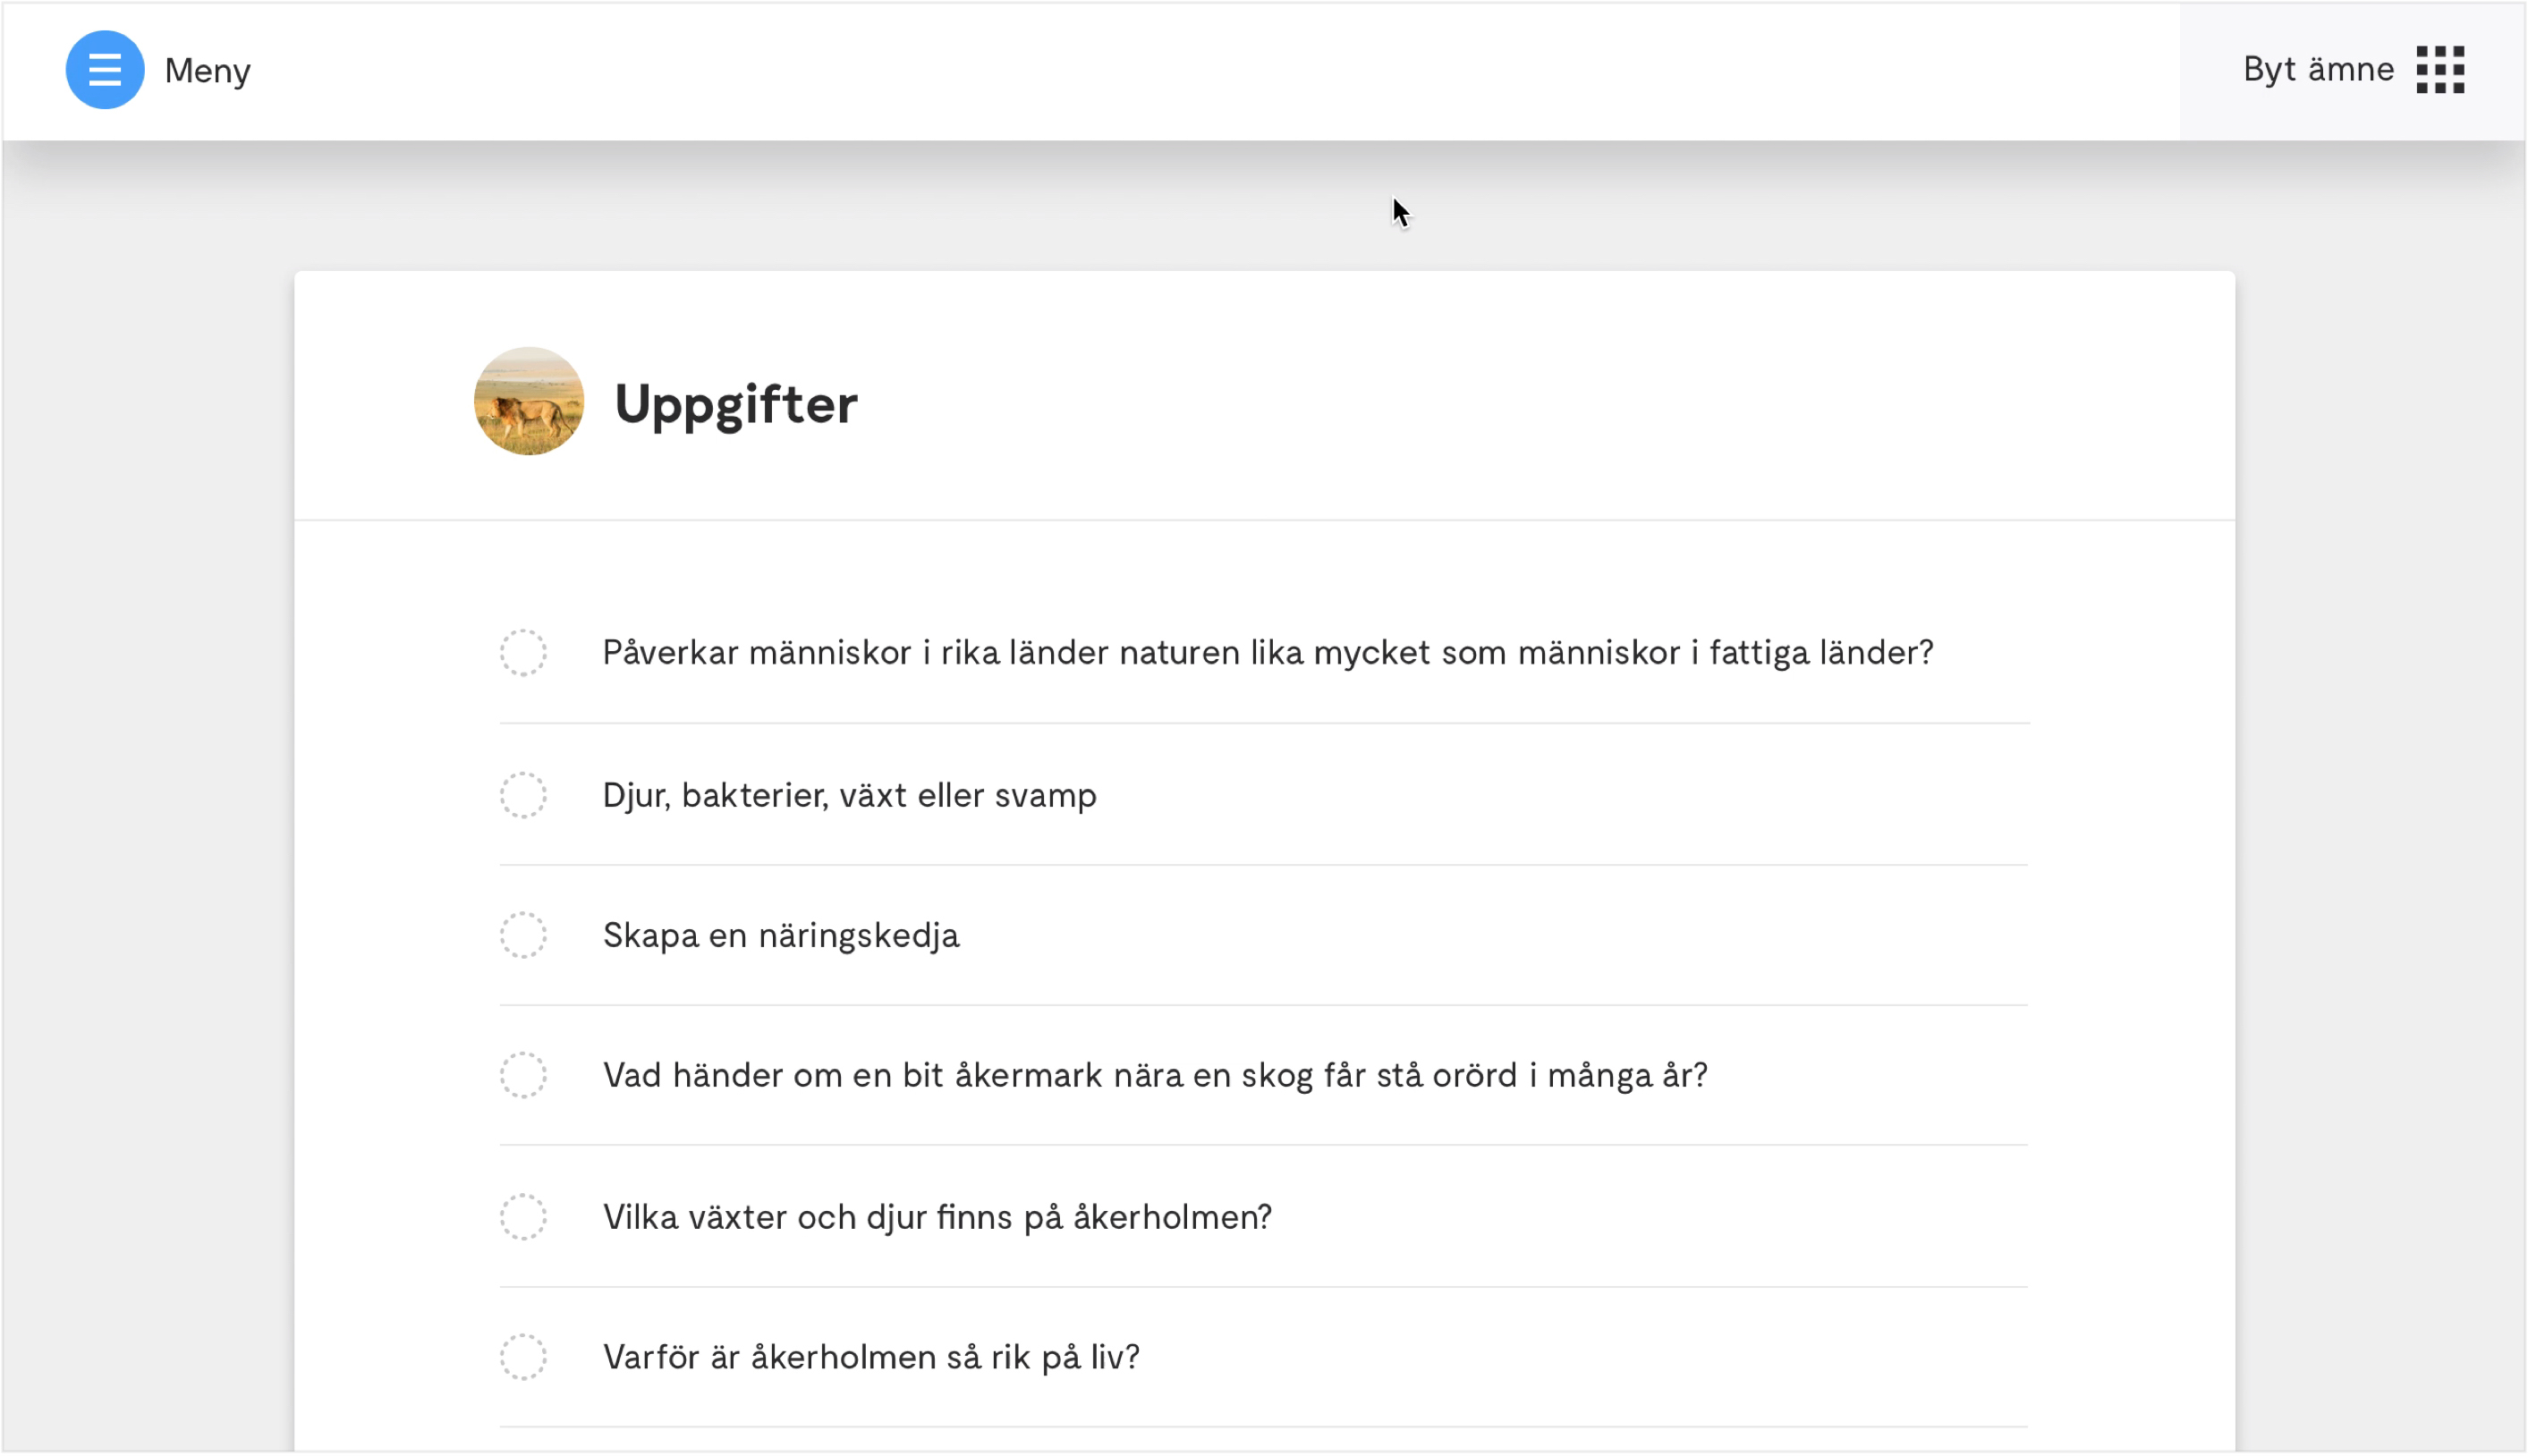 Meny
Byt ämne
Uppgifter
Påverkar människor i rika länder naturen lika mycket som människor i fattiga länder?
Djur, bakterier, växt eller svamp
Skapa en näringskedja
Vad händer om en bit åkermark nära en skog får stå orörd i många år?
Vilka växter och djur finns på åkerholmen?
Varför är åkerholmen så rik på liv?